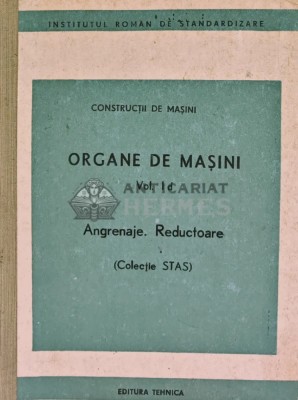 INSTITUTUL ROMAN DE STANDARDIZARE
CONSTRUCȚII DE MAȘINI
ORGANE DE MAȘINI
Vol. I d
ANTICARIAT
HERMES
Angrenaje. Reductoare
(Colecție STAS)
EDITURA TEHNICA